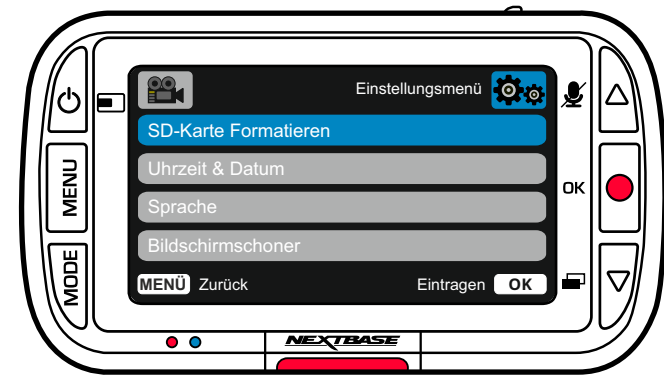 Einstellungsmenü
SD-Karte Formatieren
Uhrzeit & Datum
Sprache
Bildschirmschoner
MENÜ Zurück Eintragen OK
MENU
MODE
OK
NEXTBASE